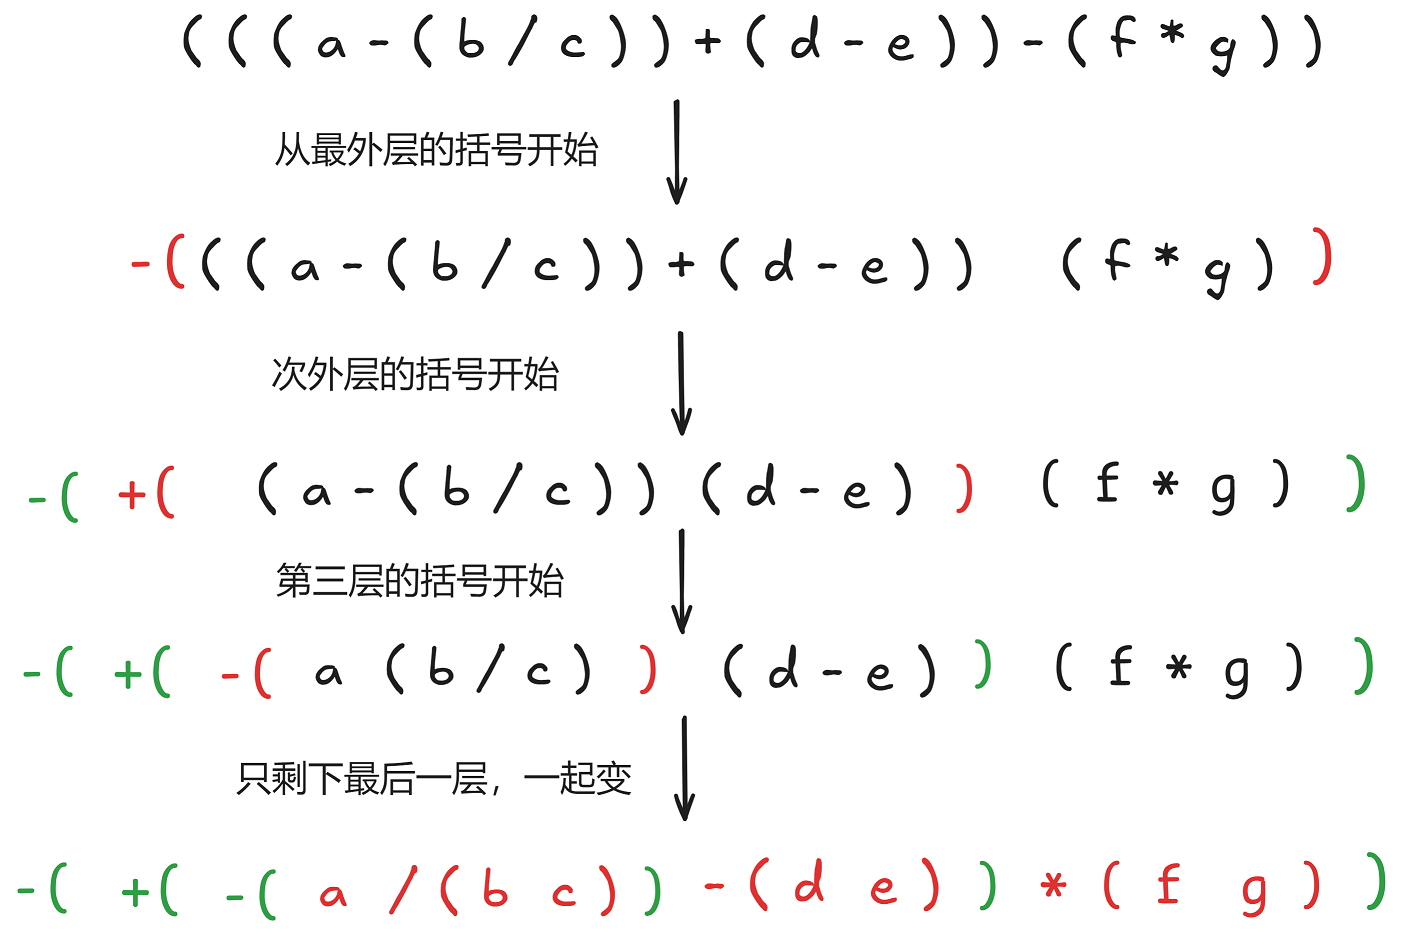 ( ( ( a - ( b / c ) ) + ( d - e ) ) - ( f * g ) )
从最外层的括号开始
- ( ( ( a - ( b / c ) ) + ( d - e ) ) ( f * g ) )
次外层的括号开始
- ( + ( ( a - ( b / c ) ) ( d - e ) ) ( f * g ) )
第三层的括号开始
- ( + ( - ( a ( b / c ) ) ( d - e ) ) ( f * g ) )
只剩下最后一层，一起变
- ( + ( - ( a / ( b c ) ) - ( d e ) ) * ( f g ) )